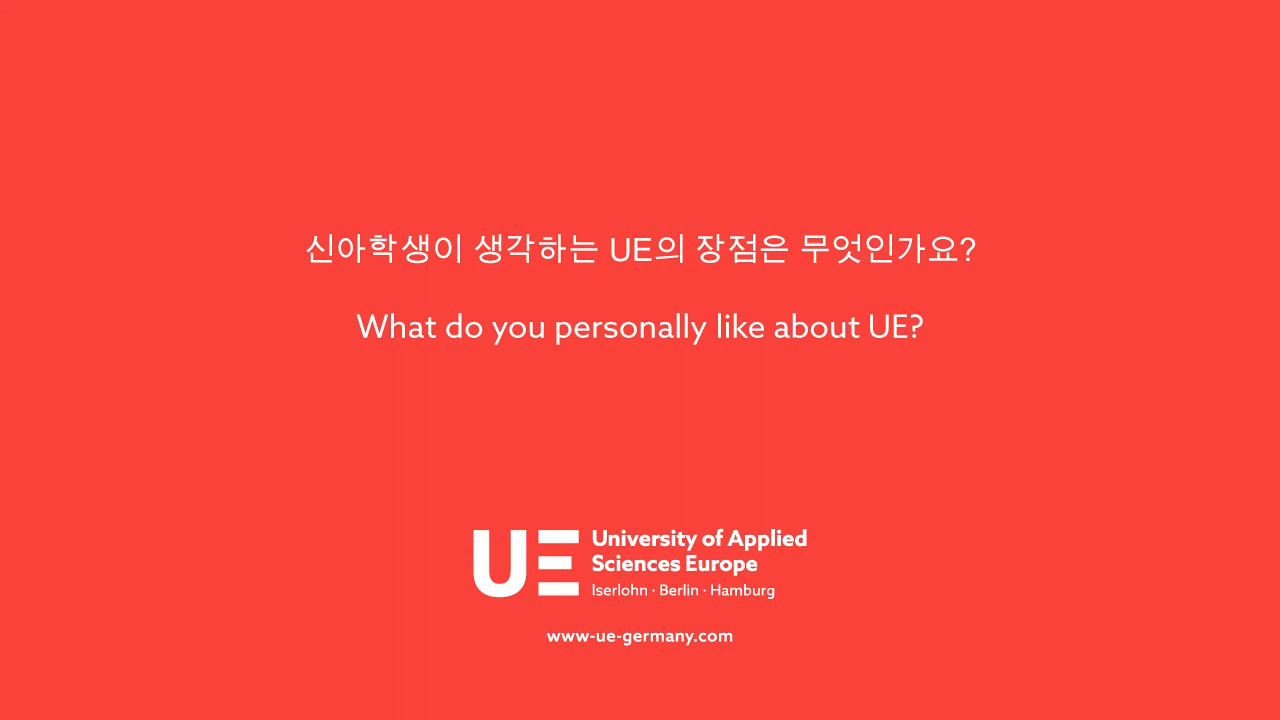 신아학생이 생각하는 UE의 장점은 무엇인가요?
What do you personally like about UE?
UE University of Applied
Sciences Europe
Iserlohn · Berlin · Hamburg
www-ue-germany.com